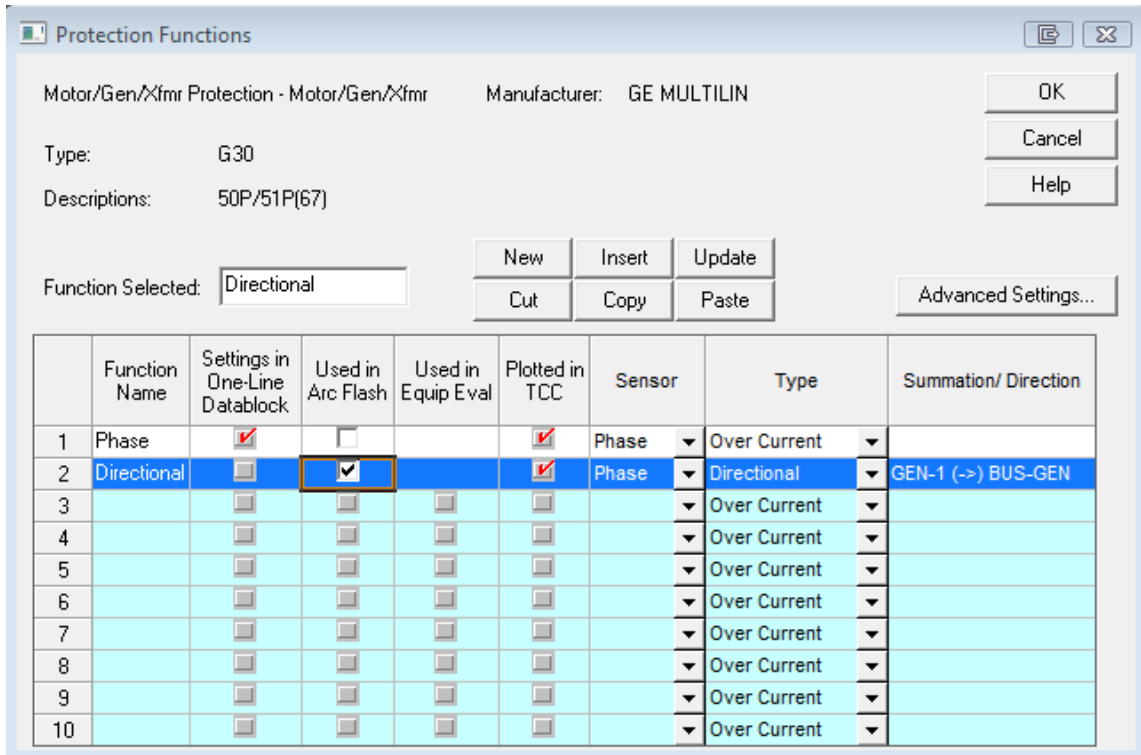 Protection Functions
Motor/Gen/Xfmr Protection - Motor/Gen/Xfmr Manufacturer: GE MULTILIN OK
Type: G30 Cancel
Descriptions: 50P/51P(67) Help
New Insert Update
Function Selected: Directional Cut Copy Paste Advanced Settings...
Function Name Settings in One-Line Datablock Used in Arc Flash Used in Equip Eval Plotted in TCC Sensor Type Summation/ Direction
1 Phase Phase Over Current
2 Directional Phase Directional GEN-1 (->) BUS-GEN
3 Over Current
4 Over Current
5 Over Current
6 Over Current
7 Over Current
8 Over Current
9 Over Current
10 Over Current